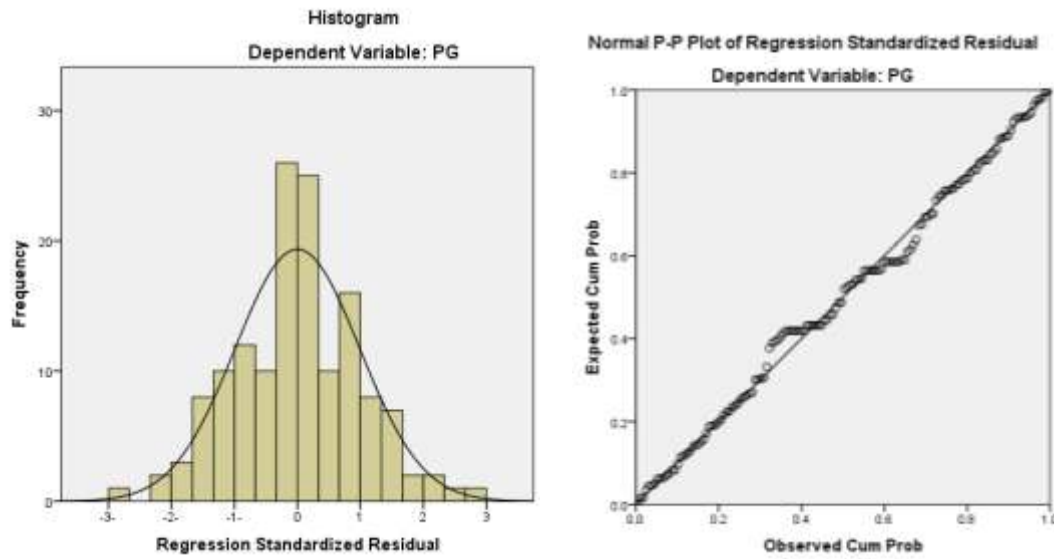 Histogram
Dependent Variable: PG
Frequency
30
20
10
0
-3-
-2-
-1-
0
1
2
3
Regression Standardized Residual
Normal P-P Plot of Regression Standardized Residual
Dependent Variable: PG
Expected Cum Prob
1.0
0.8
0.6
0.4
0.2
0.0
0.0
0.2
0.4
0.6
0.8
1.0
Observed Cum Prob